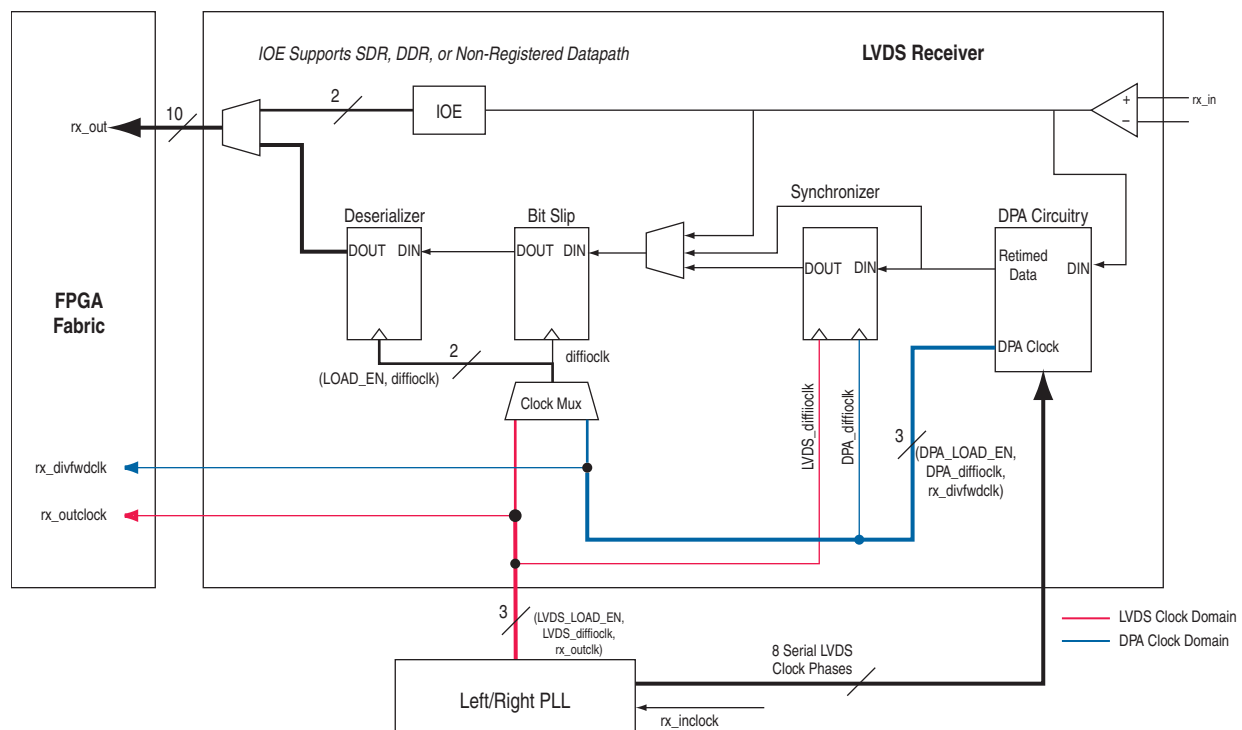 IOE Supports SDR, DDR, or Non-Registered Datapath
LVDS Receiver
2
IOE
+
–
rx_in
10
rx_out
Synchronizer
Deserializer
Bit Slip
DPA Circuitry
DOUT DIN
DOUT DIN
DOUT DIN
Retimed
Data
DIN
FPGA
Fabric
DPA Clock
2
diffioclk
(LOAD_EN, diffioclk)
Clock Mux
LVDS_diffiioclk
DPA_diffioclk
3
(DPA_LOAD_EN,
DPA_diffioclk,
rx_divfwdclk)
rx_divfwdclk
rx_outclock
3
(LVDS_LOAD_EN,
LVDS_diffioclk,
rx_outclk)
LVDS Clock Domain
DPA Clock Domain
8 Serial LVDS
Clock Phases
Left/Right PLL
rx_inclock